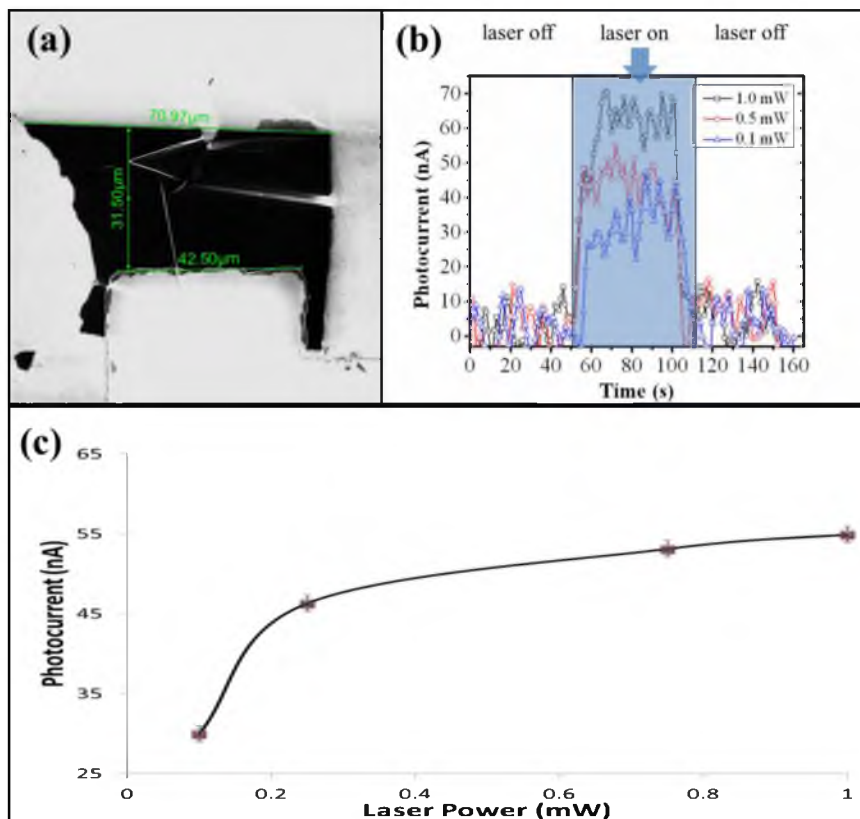 (a)
70.97µm
31.50µm
42.50µm
(b)
laser off laser on laser off
70
60
50
40
30
20
10
0
Photocurrent (nA)
1.0 mW
0.5 mW
0.1 mW
0 20 40 60 80 100 120 140 160
Time (s)
(c)
65
55
45
35
25
Photocurrent (nA)
0 0.2 0.4 0.6 0.8 1
Laser Power (mW)